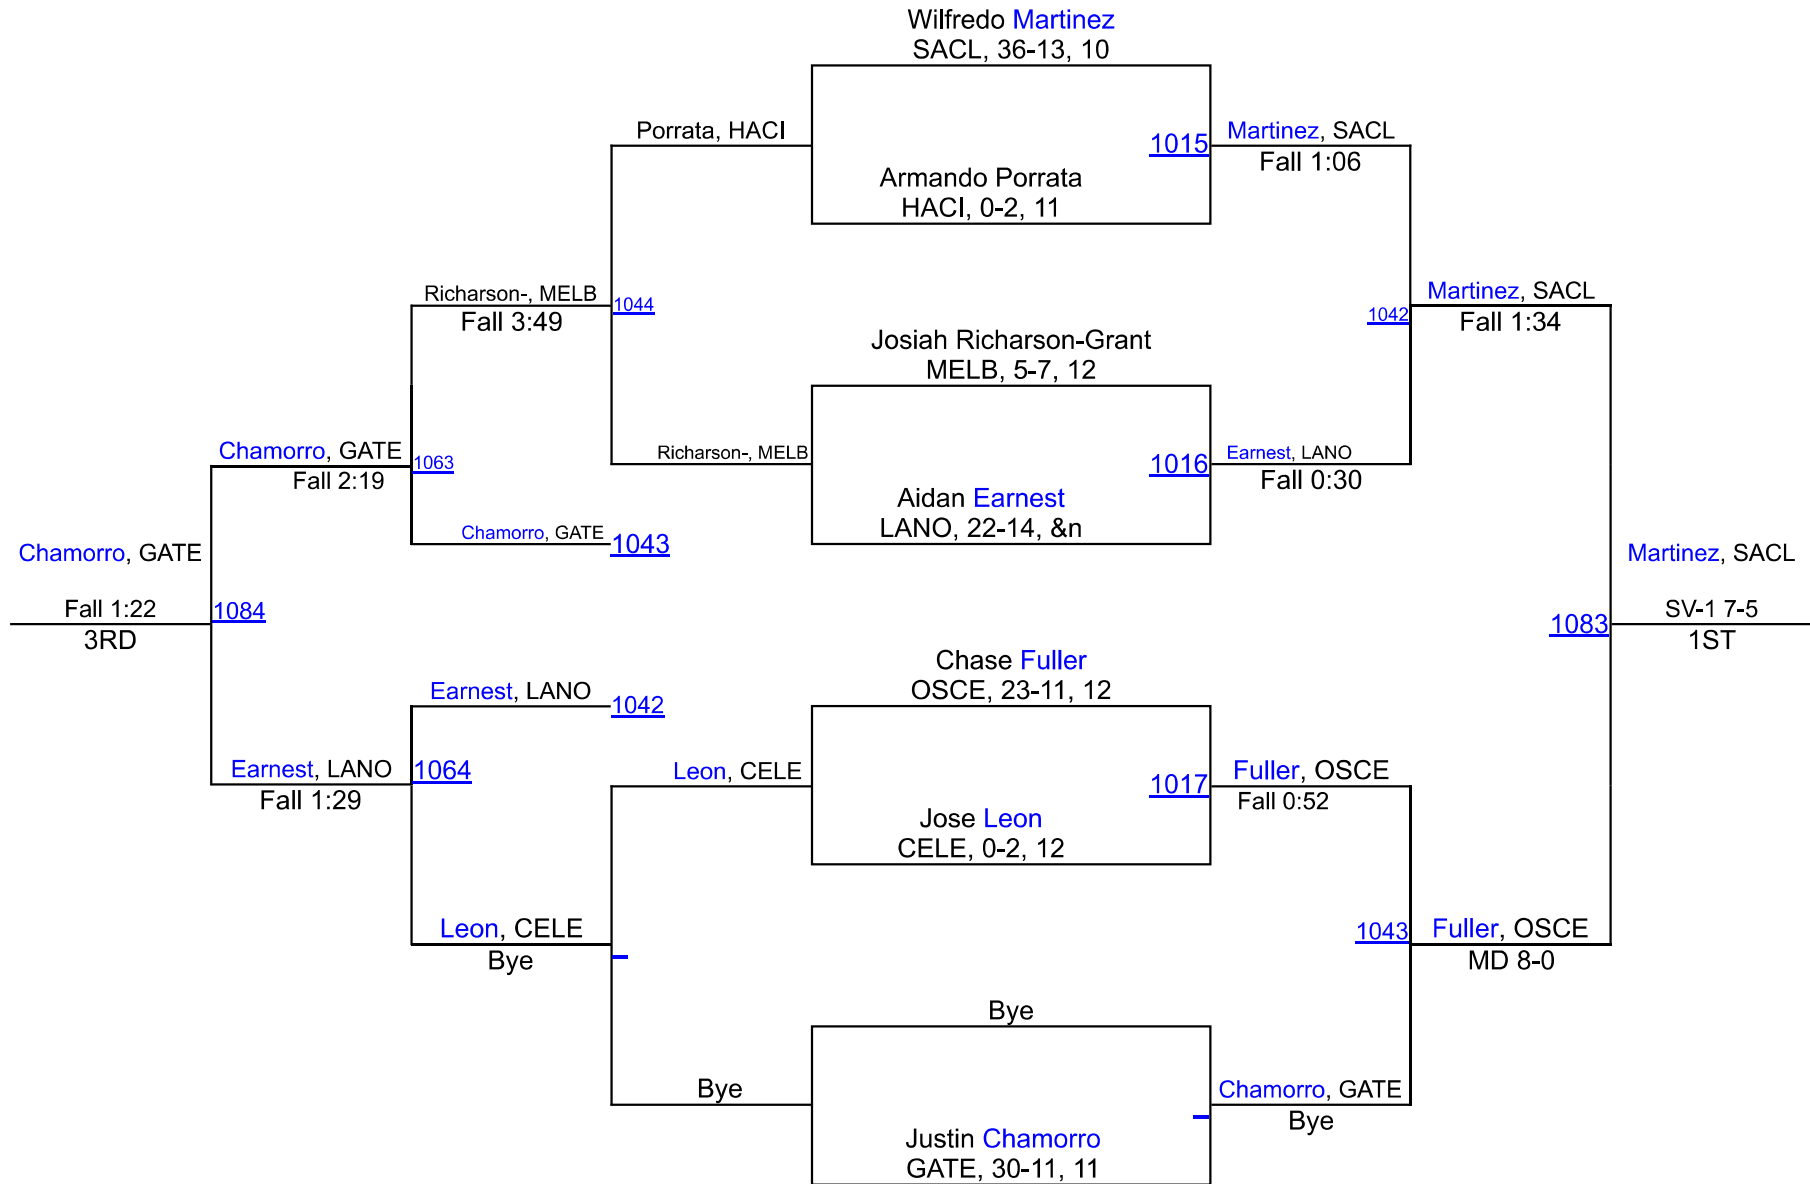 Wilfredo Martinez
SACL, 36-13, 10
Porrata, HACI
1015
Martinez, SACL
Fall 1:06
Armando Porrata
HACI, 0-2, 11
Richarson-, MELB
Fall 3:49
1044
1042
Martinez, SACL
Fall 1:34
Josiah Richarson-Grant
MELB, 5-7, 12
Chamorro, GATE
Fall 2:19
1063
Richarson-, MELB
1016
Earnest, LANO
Fall 0:30
Aidan Earnest
LANO, 22-14, &n
Chamorro, GATE
1043
Chamorro, GATE
Fall 1:22
3RD
1084
1083
Martinez, SACL
SV-1 7-5
1ST
Chase Fuller
OSCE, 23-11, 12
Earnest, LANO
1042
Earnest, LANO
Fall 1:29
1064
Leon, CELE
1017
Fuller, OSCE
Fall 0:52
Jose Leon
CELE, 0-2, 12
Leon, CELE
Bye
1043
Fuller, OSCE
MD 8-0
Bye
Bye
Chamorro, GATE
Bye
Justin Chamorro
GATE, 30-11, 11